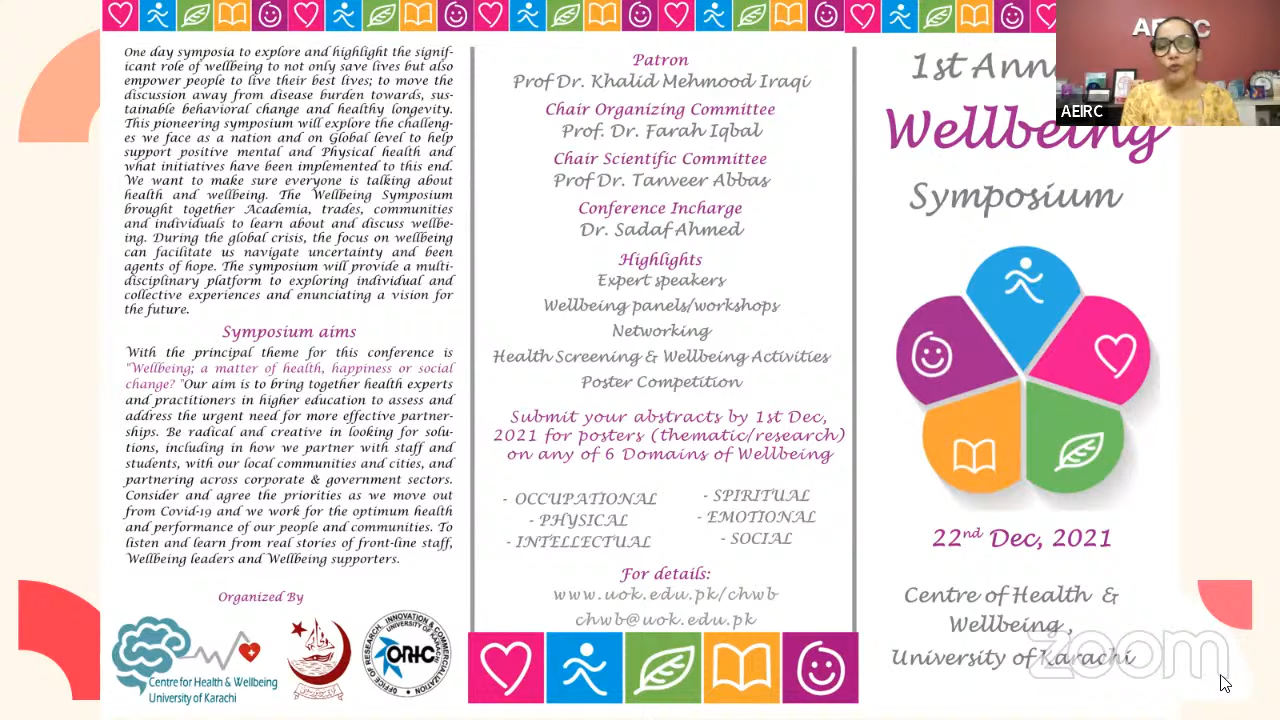 One day symposia to explore and highlight the signif-
icant role of wellbeing to not only save lives but also
empower people to live their best lives; to move the
discussion away from disease burden towards, sus-
tainable behavioral change and healthy longevity.
This pioneering symposium will explore the challeng-
es we face as a nation and on Global level to help
support positive mental and Physical health and
what initiatives have been implemented to this end.
We want to make sure everyone is talking about
health and wellbeing. The Wellbeing Symposium
brought together Academia, trades, communities
and individuals to learn about and discuss wellbe-
ing. During the global crisis, the focus on wellbeing
can facilitate us navigate uncertainty and been
agents of hope. The symposium will provide a multi-
disciplinary platform to exploring individual and
collective experiences and enunciating a vision for
the future.
Symposium aims
With the principal theme for this conference is
"Wellbeing; a matter of health, happiness or social
change? "Our aim is to bring together health experts
and practitioners in higher education to assess and
address the urgent need for more effective partner-
ships. Be radical and creative in looking for solu-
tions, including in how we partner with staff and
students, with our local communities and cities, and
partnering across corporate & government sectors.
Consider and agree the priorities as we move out
from Covid-19 and we work for the optimum health
and performance of our people and communities. To
listen and learn from real stories of front-line staff,
Wellbeing leaders and Wellbeing supporters.
Organized By
Centre for Health & Wellbeing
University of Karachi
OFFICE OF RESEARCH, INNOVATION & COMMERCIALIZATION
UNIVERSITY OF KARACHI
ORIC
Patron
Prof Dr. Khalid Mehmood Iraqi
Chair Organizing Committee
Prof. Dr. Farah Iqbal
Chair Scientific Committee
Prof Dr. Tanveer Abbas
Conference Incharge
Dr. Sadaf Ahmed
Highlights
Expert speakers
Wellbeing panels/workshops
Networking
Health Screening & Wellbeing Activities
Poster Competition
Submit your abstracts by 1st Dec,
2021 for posters (thematic/research)
on any of 6 Domains of Wellbeing
- OCCUPATIONAL
- PHYSICAL
- INTELLECTUAL
- SPIRITUAL
- EMOTIONAL
- SOCIAL
For details:
www.uok.edu.pk/chwb
chwb@uok.edu.pk
1st Ann
Wellbeing
Symposium
22nd Dec, 2021
Centre of Health &
Wellbeing ,
University of Karachi
zoom
AEIRC